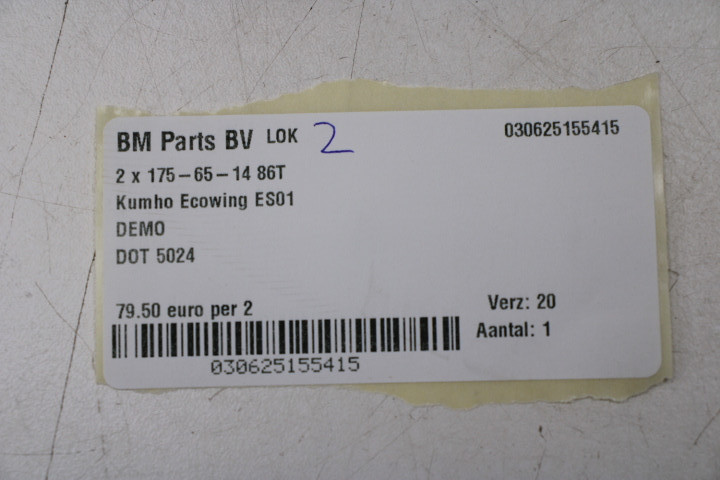 BM Parts BV LOK 2 030625155415
2 x 175-65-14 86T
Kumho Ecowing ES01
DEMO
DOT 5024
79.50 euro per 2 Verz: 20
Aantal: 1
030625155415